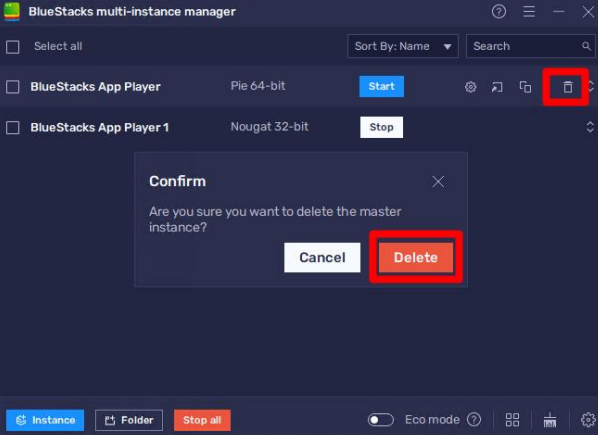 BlueStacks multi-instance manager
Select all
Sort By: Name
Search
BlueStacks App Player
Pie 64-bit
Start
BlueStacks App Player 1
Nougat 32-bit
Stop
Confirm
Are you sure you want to delete the master
instance?
Cancel
Delete
Instance
Folder
Stop all
Eco mode